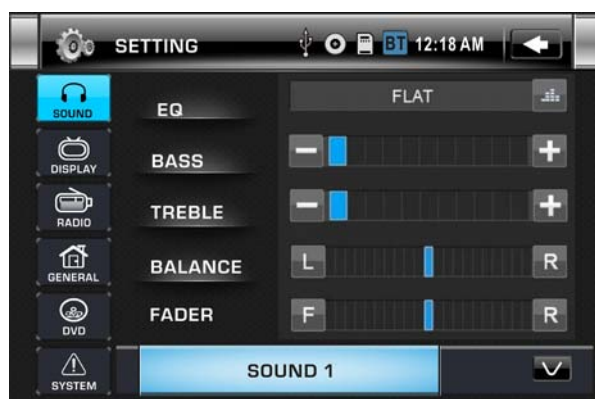 SETTING BT 12:18 AM
SOUND
EQ FLAT
DISPLAY
BASS - +
RADIO
TREBLE - +
GENERAL
BALANCE L R
DVD
FADER F R
SYSTEM
SOUND 1